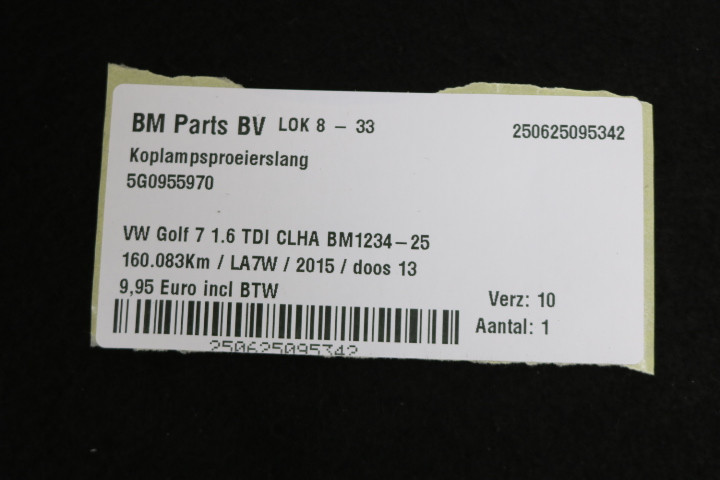 BM Parts BV LOK 8 - 33 250625095342
Koplampsproeierslang
5G0955970
VW Golf 7 1.6 TDI CLHA BM1234-25
160.083Km / LA7W / 2015 / doos 13
9,95 Euro incl BTW Verz: 10
Aantal: 1
250625095342